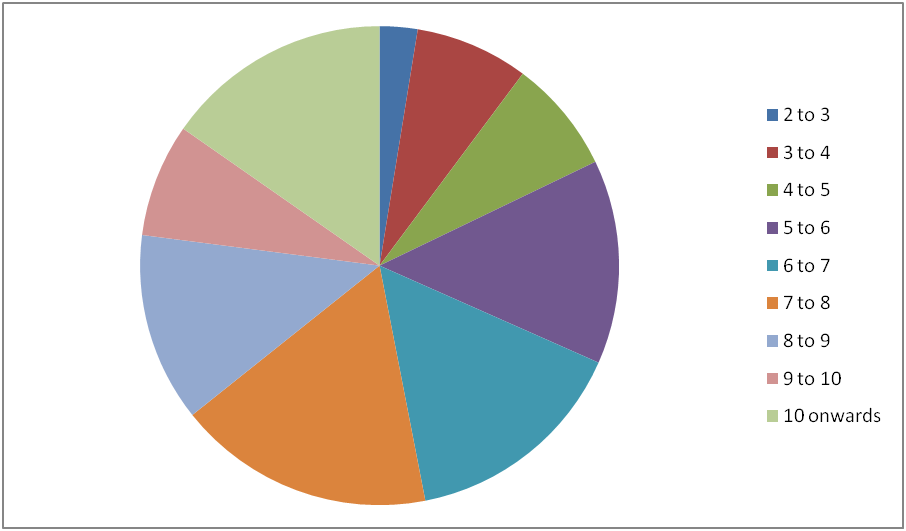 2 to 3
3 to 4
4 to 5
5 to 6
6 to 7
7 to 8
8 to 9
9 to 10
10 onwards